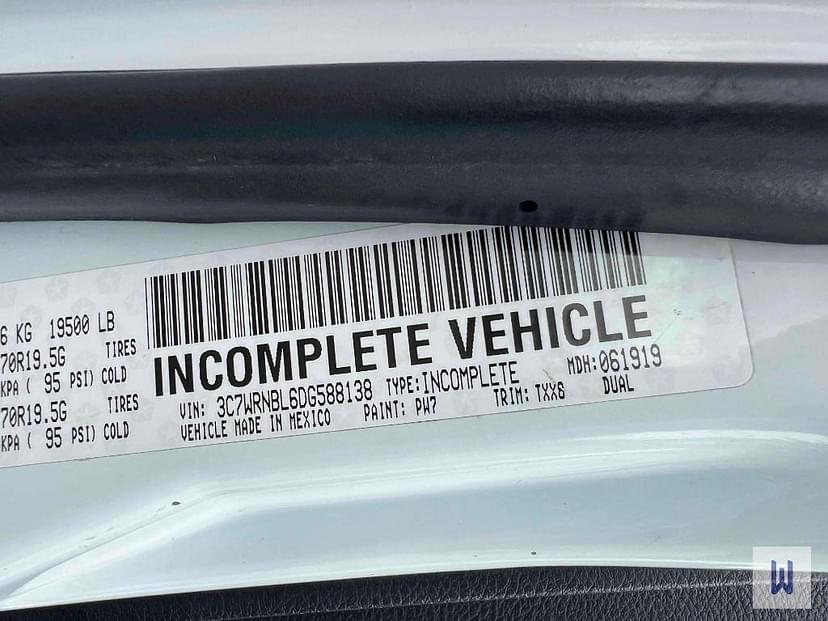 6 KG 19500 LB
70R19.5G TIRES
KPA ( 95 PSI) COLD
70R19.5G TIRES
KPA ( 95 PSI) COLD
INCOMPLETE VEHICLE
VIN: 3C7WRNBL6DG588138 TYPE:INCOMPLETE MDH:061919
VEHICLE MADE IN MEXICO PAINT: PW7 TRIM: TXX8 DUAL
W